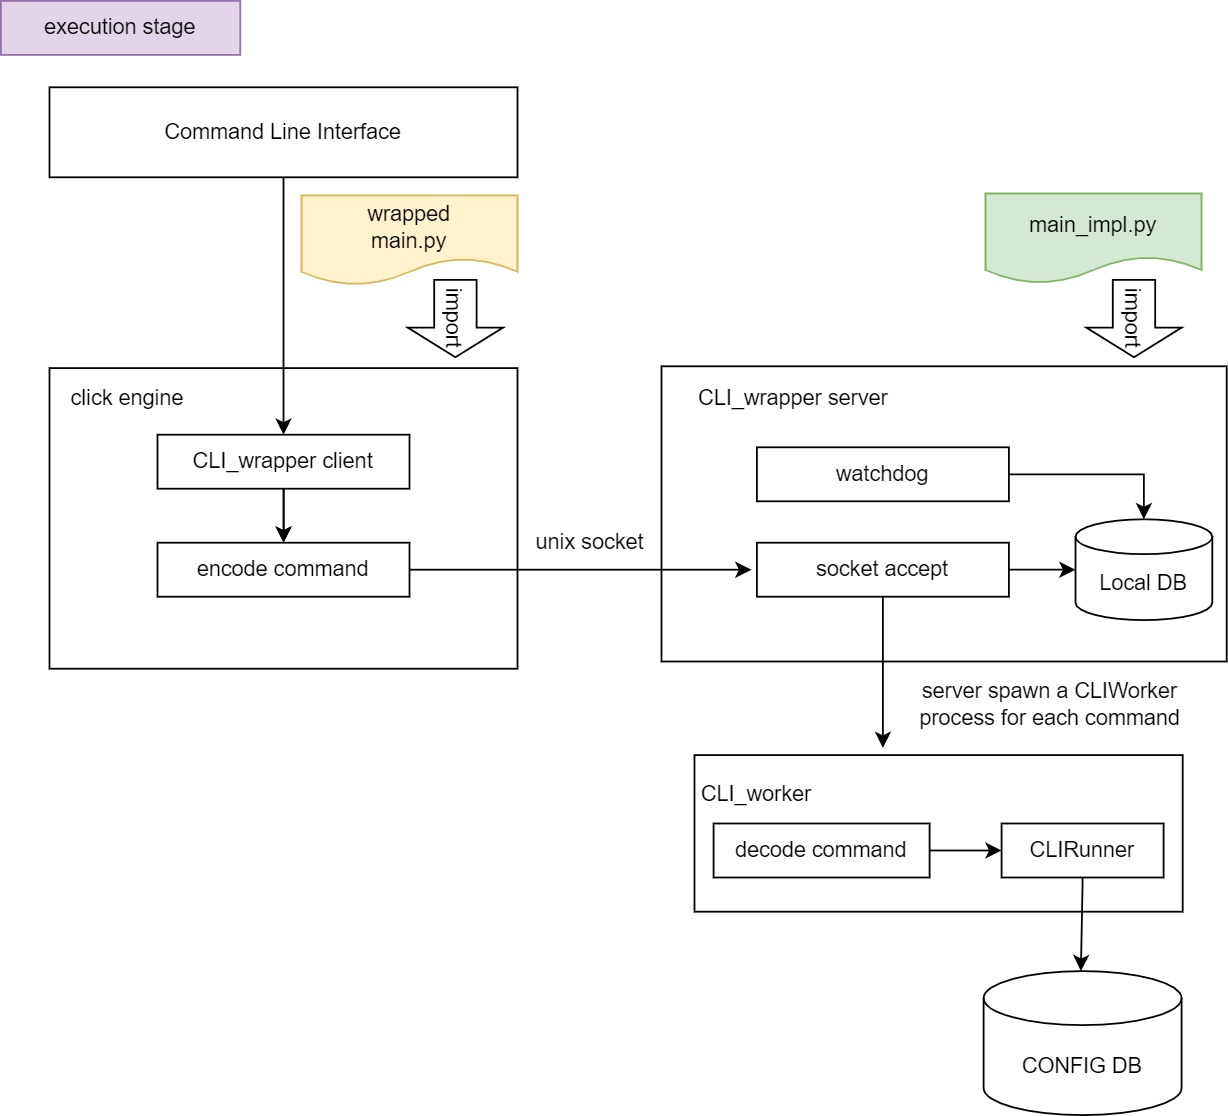 execution stage
Command Line Interface
wrapped
main.py
import
main_impl.py
import
click engine
CLI_wrapper client
encode command
unix socket
CLI_wrapper server
watchdog
socket accept
Local DB
server spawn a CLIWorker
process for each command
CLI_worker
decode command
CLIRunner
CONFIG DB